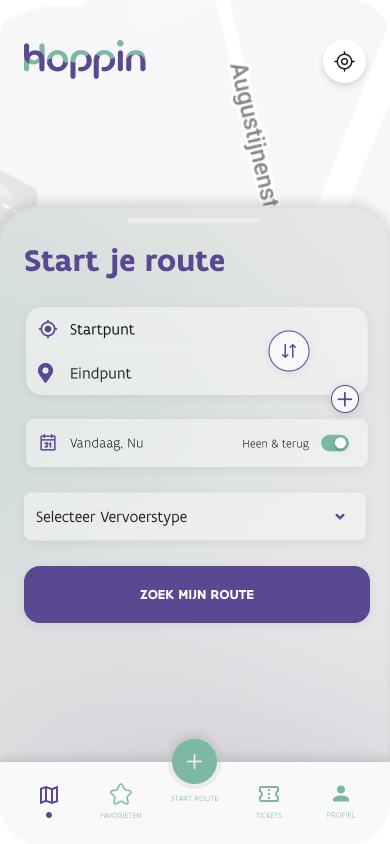 hoppin
Augustijnenst
Start je route
Startpunt
Eindpunt
31 Vandaag, Nu Heen & terug
Selecteer Vervoerstype
ZOEK MIJN ROUTE
FAVORIETEN START ROUTE TICKETS PROFIEL